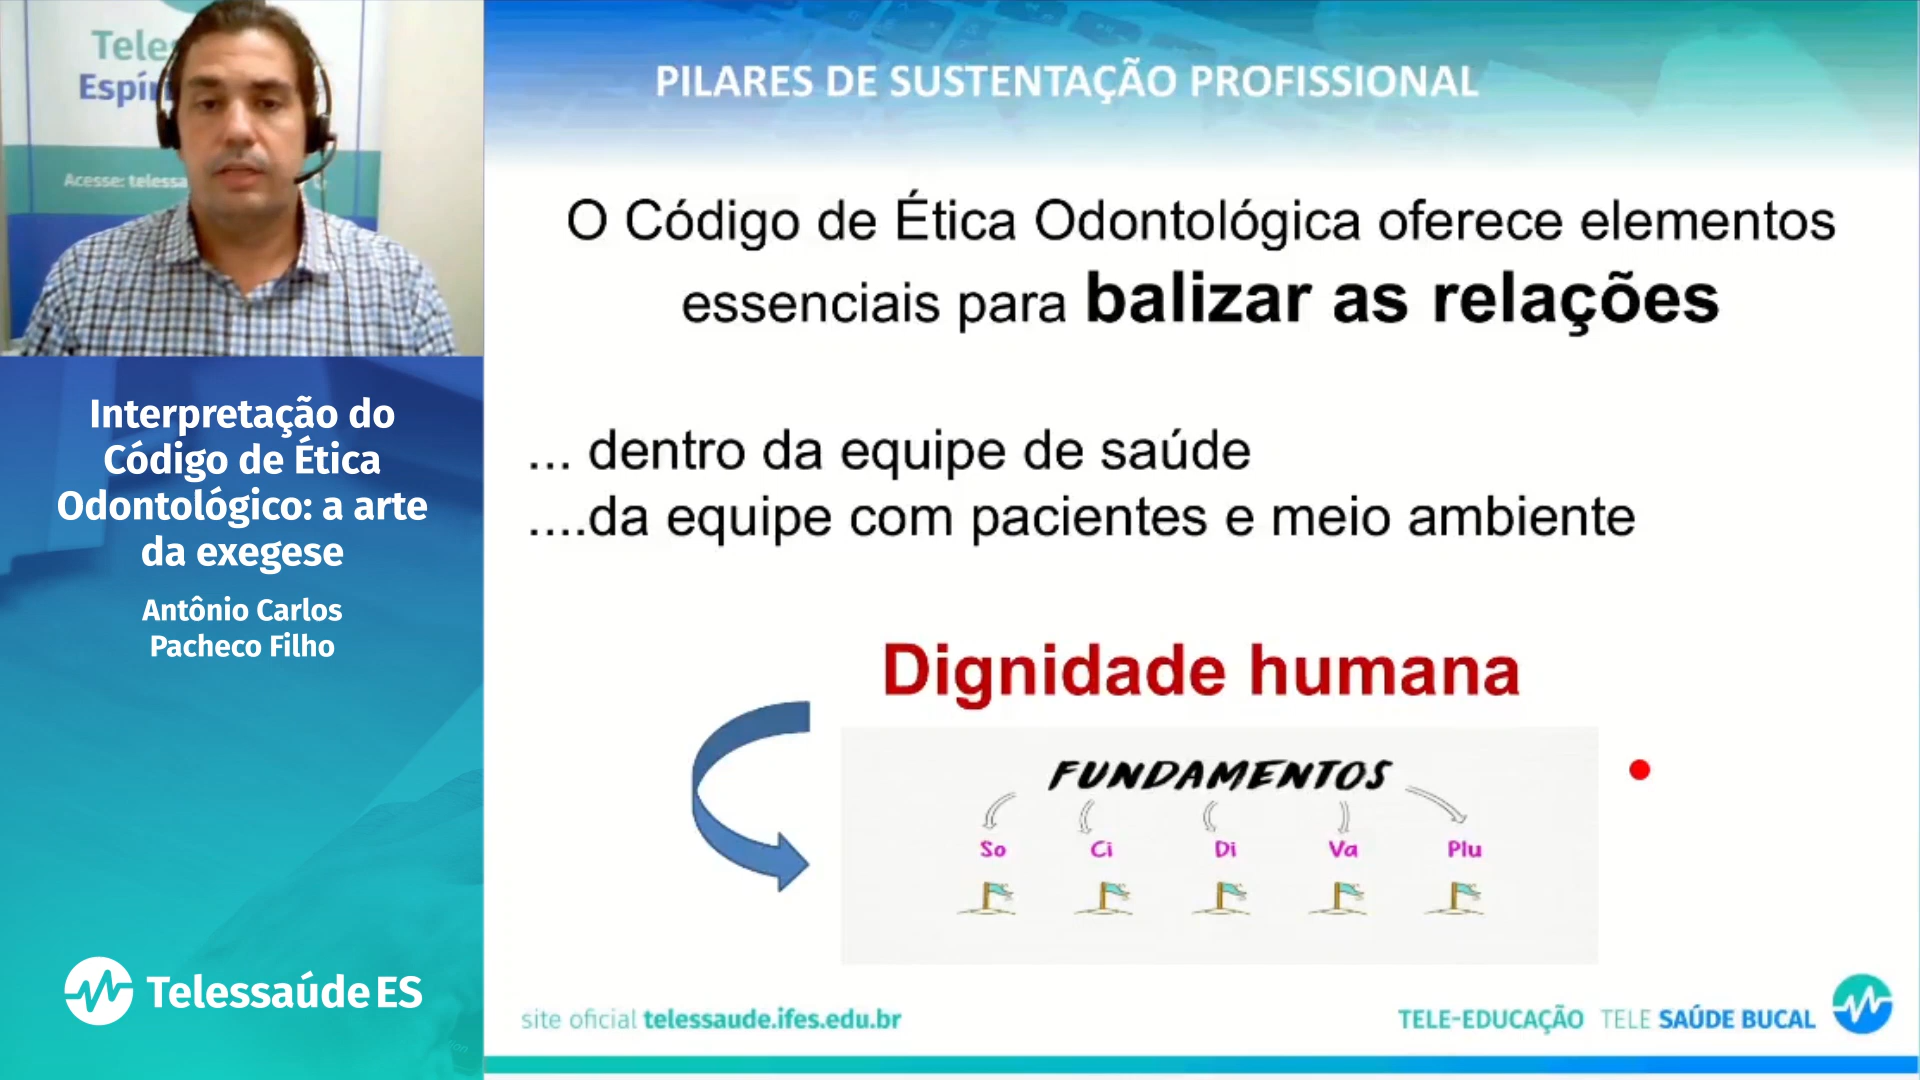 Espí
Acesse: telessa
Interpretação do
Código de Ética
Odontológico: a arte
da exegese
Antônio Carlos
Pacheco Filho
TelessaúdeES
PILARES DE SUSTENTAÇÃO PROFISSIONAL
O Código de Ética Odontológica oferece elementos
essenciais para balizar as relações
... dentro da equipe de saúde
....da equipe com pacientes e meio ambiente
Dignidade humana
FUNDAMENTOS
So Ci Di Va Plu
site oficial telessaude.ifes.edu.br
TELE-EDUCAÇÃO TELE SAÚDE BUCAL